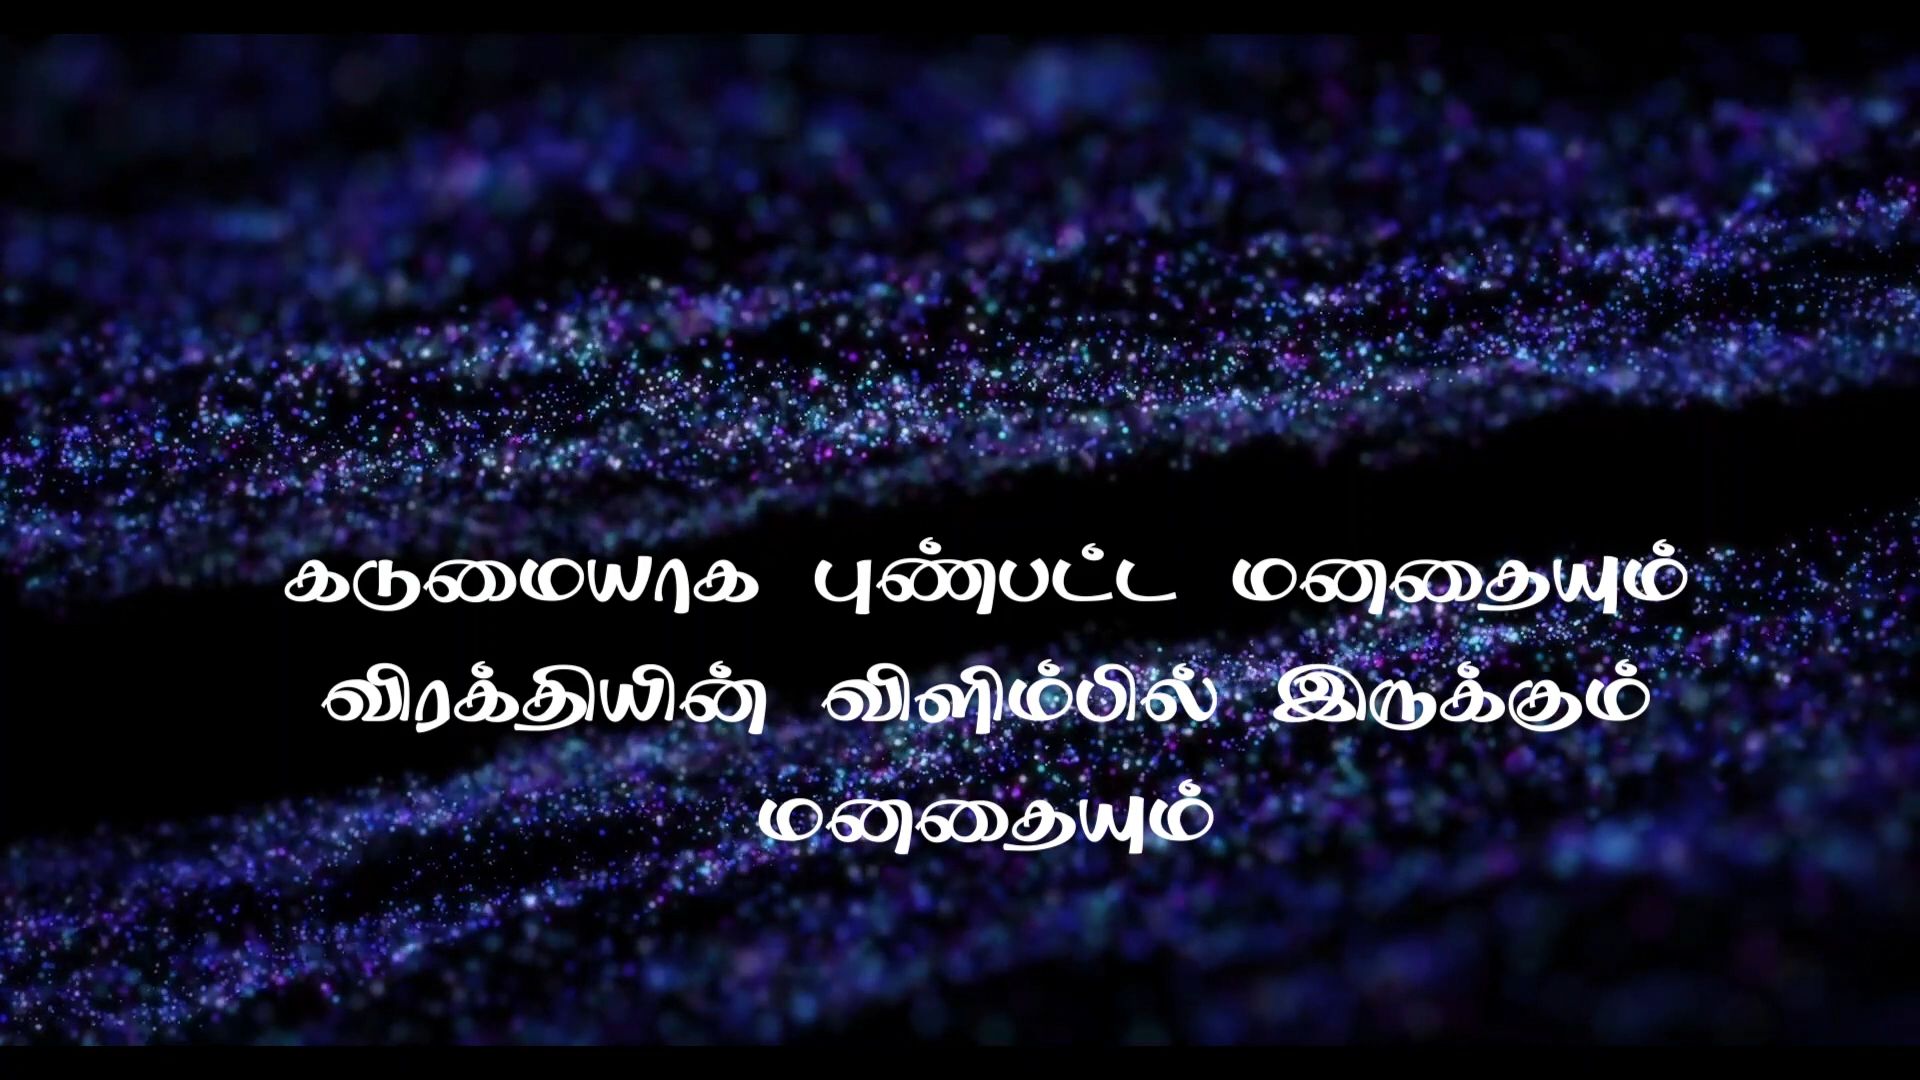 கடுமையாக புண்பட்ட மனதையும்
விரக்தியின் விளிம்பில் இருக்கும்
மனதையும்